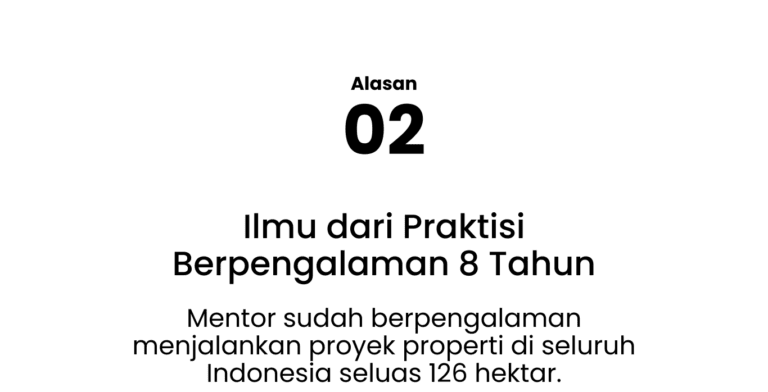 Alasan
02
Ilmu dari Praktisi
Berpengalaman 8 Tahun
Mentor sudah berpengalaman
menjalankan proyek properti di seluruh
Indonesia seluas 126 hektar.